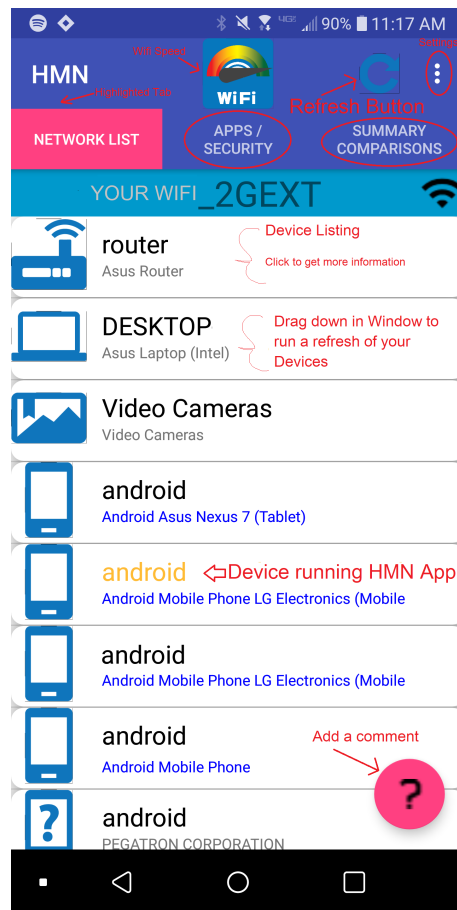 4G 90% 11:17 AM
Wifi Speed
Settings
HMN
WiFi
Highlighted Tab
Refresh Button
NETWORK LIST
APPS /
SECURITY
SUMMARY
COMPARISONS
YOUR WIFI_2GEXT
router
Asus Router
Device Listing
Click to get more information
DESKTOP
Asus Laptop (Intel)
Drag down in Window to
run a refresh of your
Devices
Video Cameras
Video Cameras
android
Android Asus Nexus 7 (Tablet)
android
Device running HMN App
Android Mobile Phone LG Electronics (Mobile
android
Android Mobile Phone LG Electronics (Mobile
android
Android Mobile Phone
Add a comment
?
?
android
PEGATRON CORPORATION